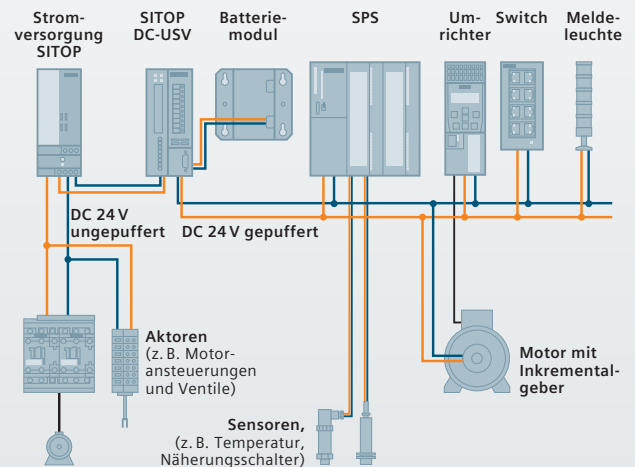 Strom-
versorgung
SITOP
SITOP
DC-USV
Batterie-
modul
SPS
Um-
richter
Switch
Melde-
leuchte
DC 24 V
ungepuffert
DC 24 V gepuffert
Aktoren
(z. B. Motor-
ansteuerungen
und Ventile)
Sensoren,
(z. B. Temperatur,
Näherungsschalter)
Motor mit
Inkremental-
geber